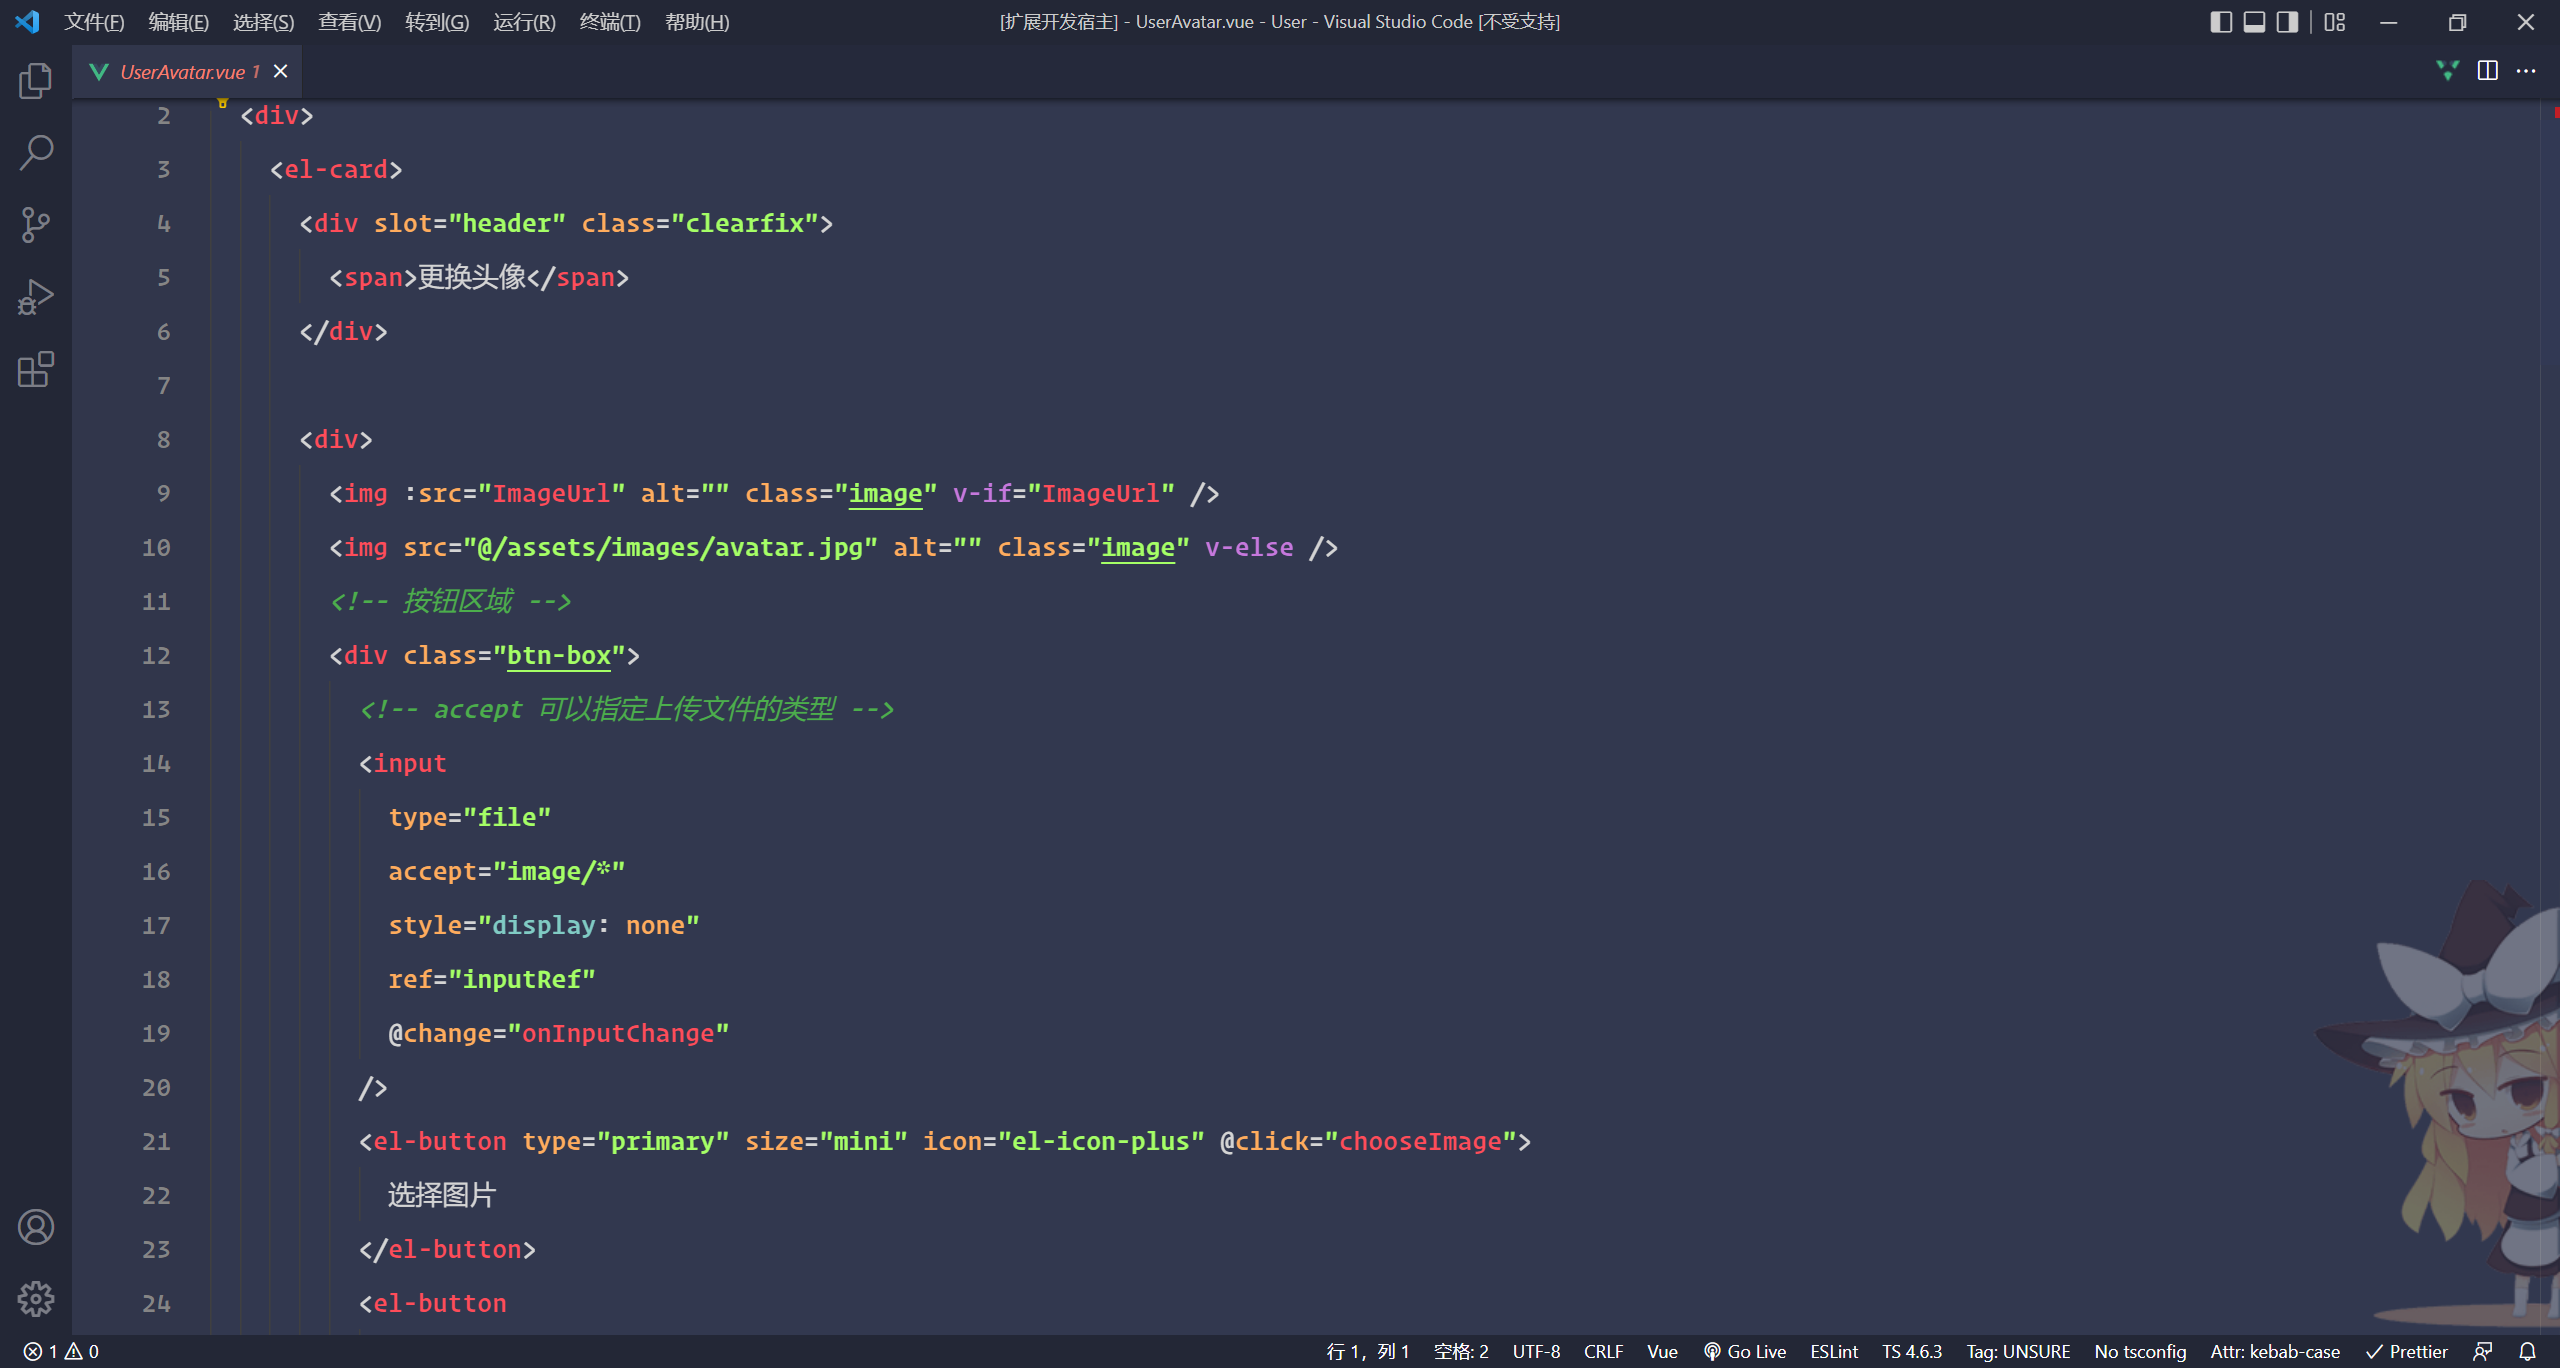 文件(F) 编辑(E) 选择(S) 查看(V) 转到(G) 运行(R) 终端(T) 帮助(H) [扩展开发宿主] - UserAvatar.vue - User - Visual Studio Code [不受支持]
UserAvatar.vue 1
2 <div>
3 <el-card>
4 <div slot="header" class="clearfix">
5 <span>更换头像</span>
6 </div>
7
8 <div>
9 <img :src="ImageUrl" alt="" class="image" v-if="ImageUrl" />
10 <img src="@/assets/images/avatar.jpg" alt="" class="image" v-else />
11 <!-- 按钮区域 -->
12 <div class="btn-box">
13 <!-- accept 可以指定上传文件的类型 -->
14 <input
15 type="file"
16 accept="image/*"
17 style="display: none"
18 ref="inputRef"
19 @change="onInputChange"
20 />
21 <el-button type="primary" size="mini" icon="el-icon-plus" @click="chooseImage">
22 选择图片
23 </el-button>
24 <el-button
1 0 行 1，列 1 空格: 2 UTF-8 CRLF Vue Go Live ESLint TS 4.6.3 Tag: UNSURE No tsconfig Attr: kebab-case Prettier